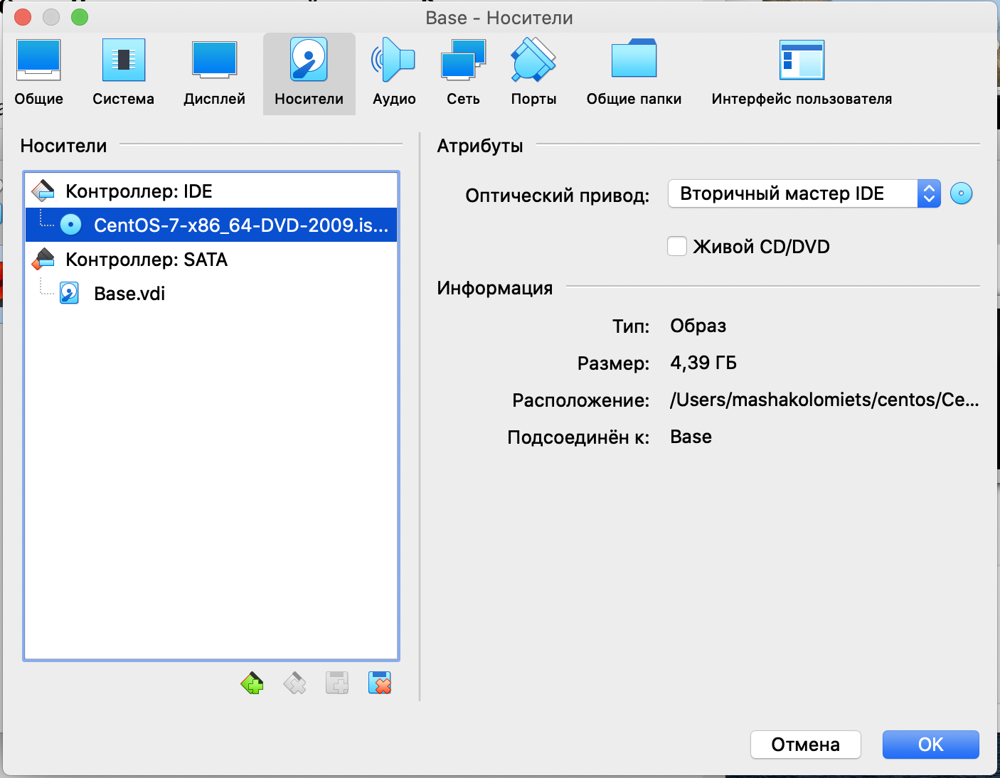 Base - Носители
Общие
Система
Дисплей
Носители
Аудио
Сеть
Порты
Общие папки
Интерфейс пользователя
Носители
Контроллер: IDE
CentOS-7-x86_64-DVD-2009.is...
Контроллер: SATA
Base.vdi
Атрибуты
Оптический привод: Вторичный мастер IDE
Живой CD/DVD
Информация
Тип: Образ
Размер: 4,39 ГБ
Расположение: /Users/mashakolomiets/centos/Ce...
Подсоединён к: Base
Отмена
OK